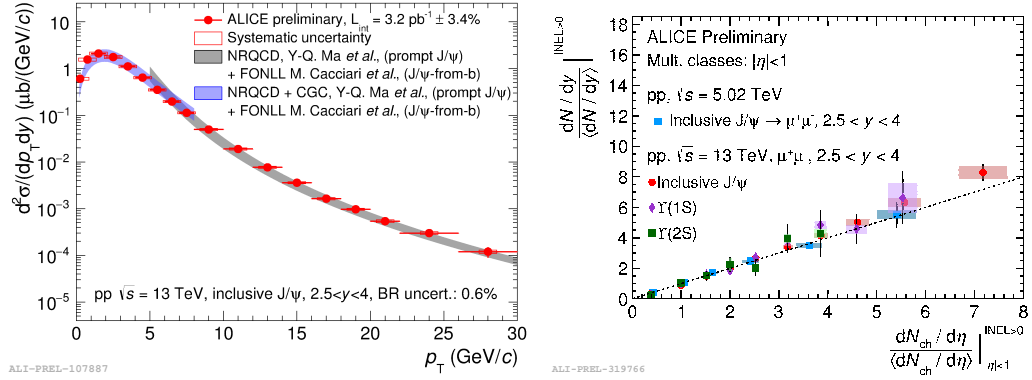 ALICE preliminary, L_int = 3.2 pb⁻¹ ± 3.4%
Systematic uncertainty
NRQCD, Y-Q. Ma et al., (prompt J/ψ)
+ FONLL M. Cacciari et al., (J/ψ-from-b)
NRQCD + CGC, Y-Q. Ma et al., (prompt J/ψ)
+ FONLL M. Cacciari et al., (J/ψ-from-b)
d²σ/(dp_T dy) (μb/(GeV/c))
10
1
10⁻¹
10⁻²
10⁻³
10⁻⁴
10⁻⁵
pp √s = 13 TeV, inclusive J/ψ, 2.5<y<4, BR uncert.: 0.6%
0 5 10 15 20 25 30
p_T (GeV/c)
ALI-PREL-107887
dN / dy / ⟨dN / dy⟩ |^INEL>0
18
16
14
12
10
8
6
4
2
0
ALICE Preliminary
Mult. classes: |η|<1
pp, √s = 5.02 TeV
Inclusive J/ψ → μ⁺μ⁻, 2.5 < y < 4
pp, √s = 13 TeV, μ⁺μ⁻, 2.5 < y < 4
Inclusive J/ψ
ϒ(1S)
ϒ(2S)
0 1 2 3 4 5 6 7 8
dN_ch / dη / ⟨dN_ch / dη⟩ |^INEL>0_|η|<1
ALI-PREL-319766